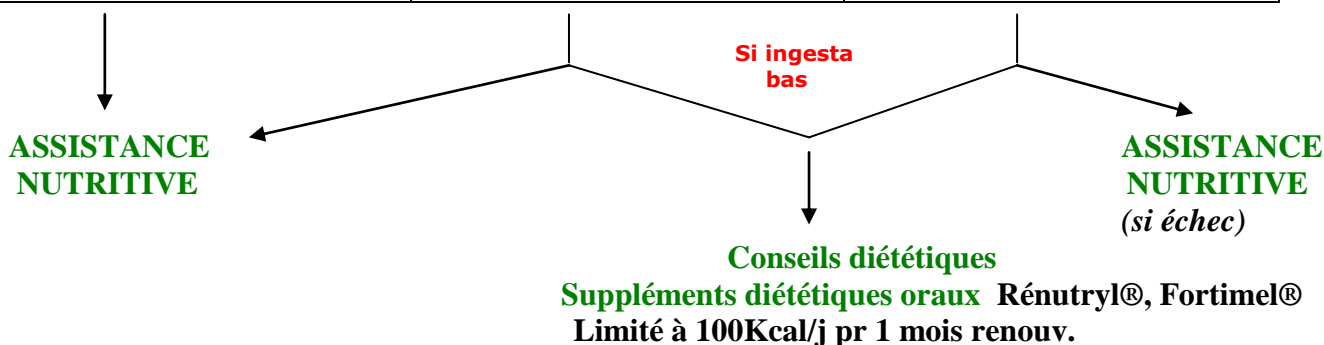 Si ingesta
bas
ASSISTANCE
NUTRITIVE
ASSISTANCE
NUTRITIVE
(si échec)
Conseils diététiques
Suppléments diététiques oraux Rénutryl®, Fortimel®
Limité à 100Kcal/j pr 1 mois renouv.